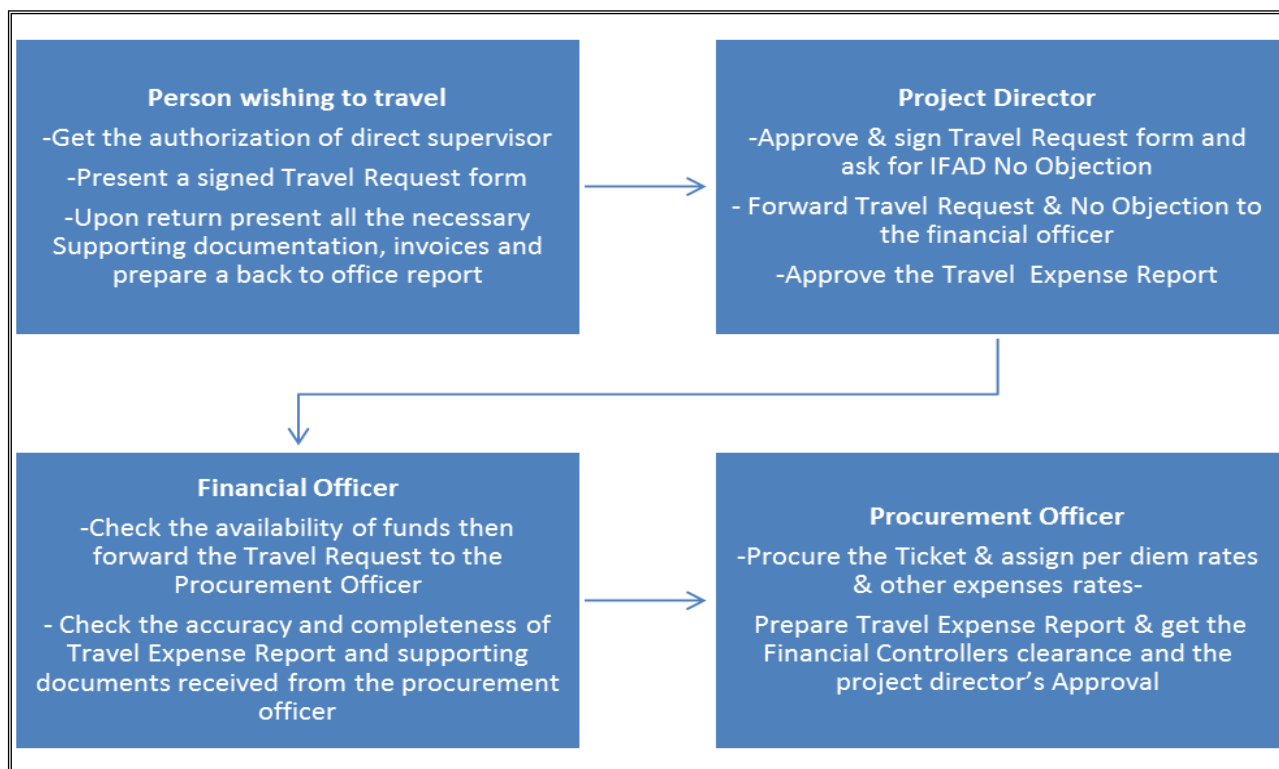 Person wishing to travel
-Get the authorization of direct supervisor
-Present a signed Travel Request form
-Upon return present all the necessary
Supporting documentation, invoices and
prepare a back to office report
Project Director
-Approve & sign Travel Request form and
ask for IFAD No Objection
- Forward Travel Request & No Objection to
the financial officer
-Approve the Travel Expense Report
Financial Officer
-Check the availability of funds then
forward the Travel Request to the
Procurement Officer
- Check the accuracy and completeness of
Travel Expense Report and supporting
documents received from the procurement
officer
Procurement Officer
-Procure the Ticket & assign per diem rates
& other expenses rates-
Prepare Travel Expense Report & get the
Financial Controllers clearance and the
project director’s Approval